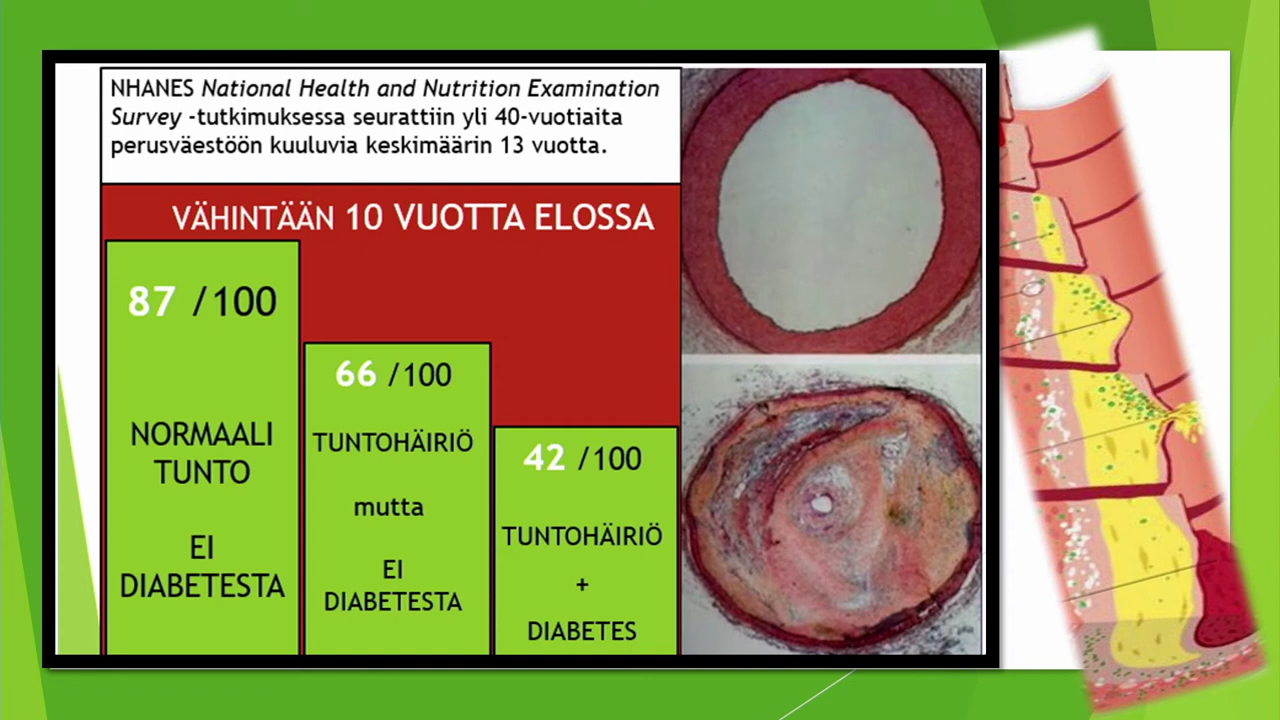 NHANES National Health and Nutrition Examination
Survey -tutkimuksessa seurattiin yli 40-vuotiaita
perusväestöön kuuluvia keskimäärin 13 vuotta.
VÄHINTÄÄN 10 VUOTTA ELOSSA
87 /100
NORMAALI
TUNTO
EI
DIABETESTA
66 /100
TUNTOHÄIRIÖ
mutta
EI
DIABETESTA
42 /100
TUNTOHÄIRIÖ
+
DIABETES